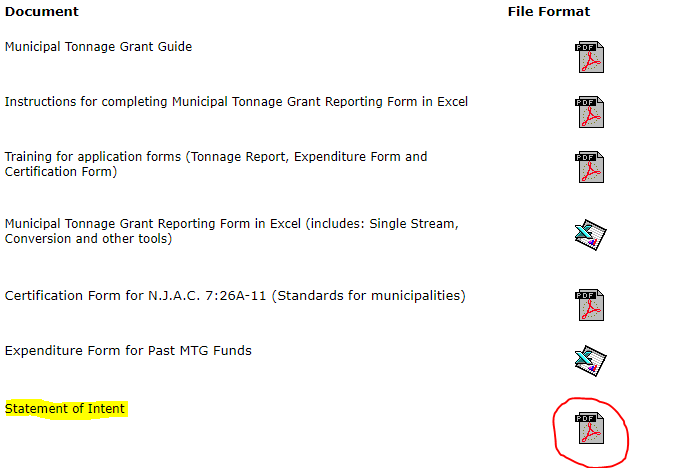 Document File Format
Municipal Tonnage Grant Guide PDF
Instructions for completing Municipal Tonnage Grant Reporting Form in Excel PDF
Training for application forms (Tonnage Report, Expenditure Form and
Certification Form) PDF
Municipal Tonnage Grant Reporting Form in Excel (includes: Single Stream,
Conversion and other tools)
Certification Form for N.J.A.C. 7:26A-11 (Standards for municipalities) PDF
Expenditure Form for Past MTG Funds
Statement of Intent PDF